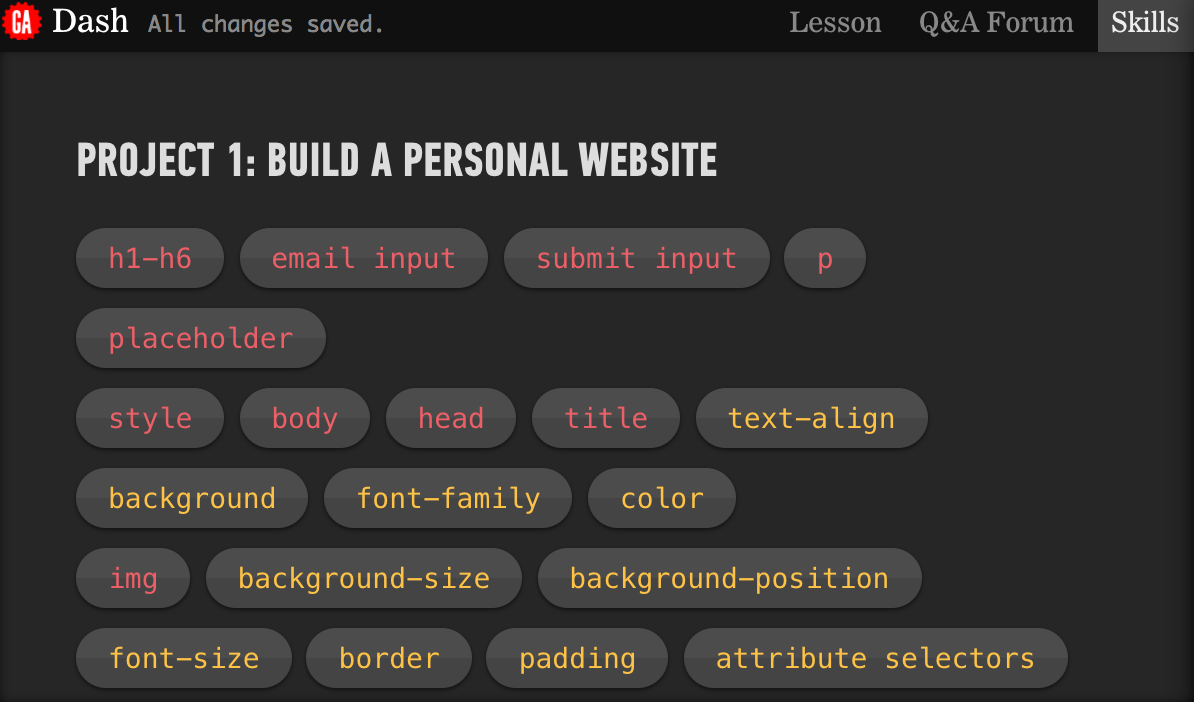 GA Dash All changes saved. Lesson Q&A Forum Skills
PROJECT 1: BUILD A PERSONAL WEBSITE
h1-h6 email input submit input p
placeholder
style body head title text-align
background font-family color
img background-size background-position
font-size border padding attribute selectors